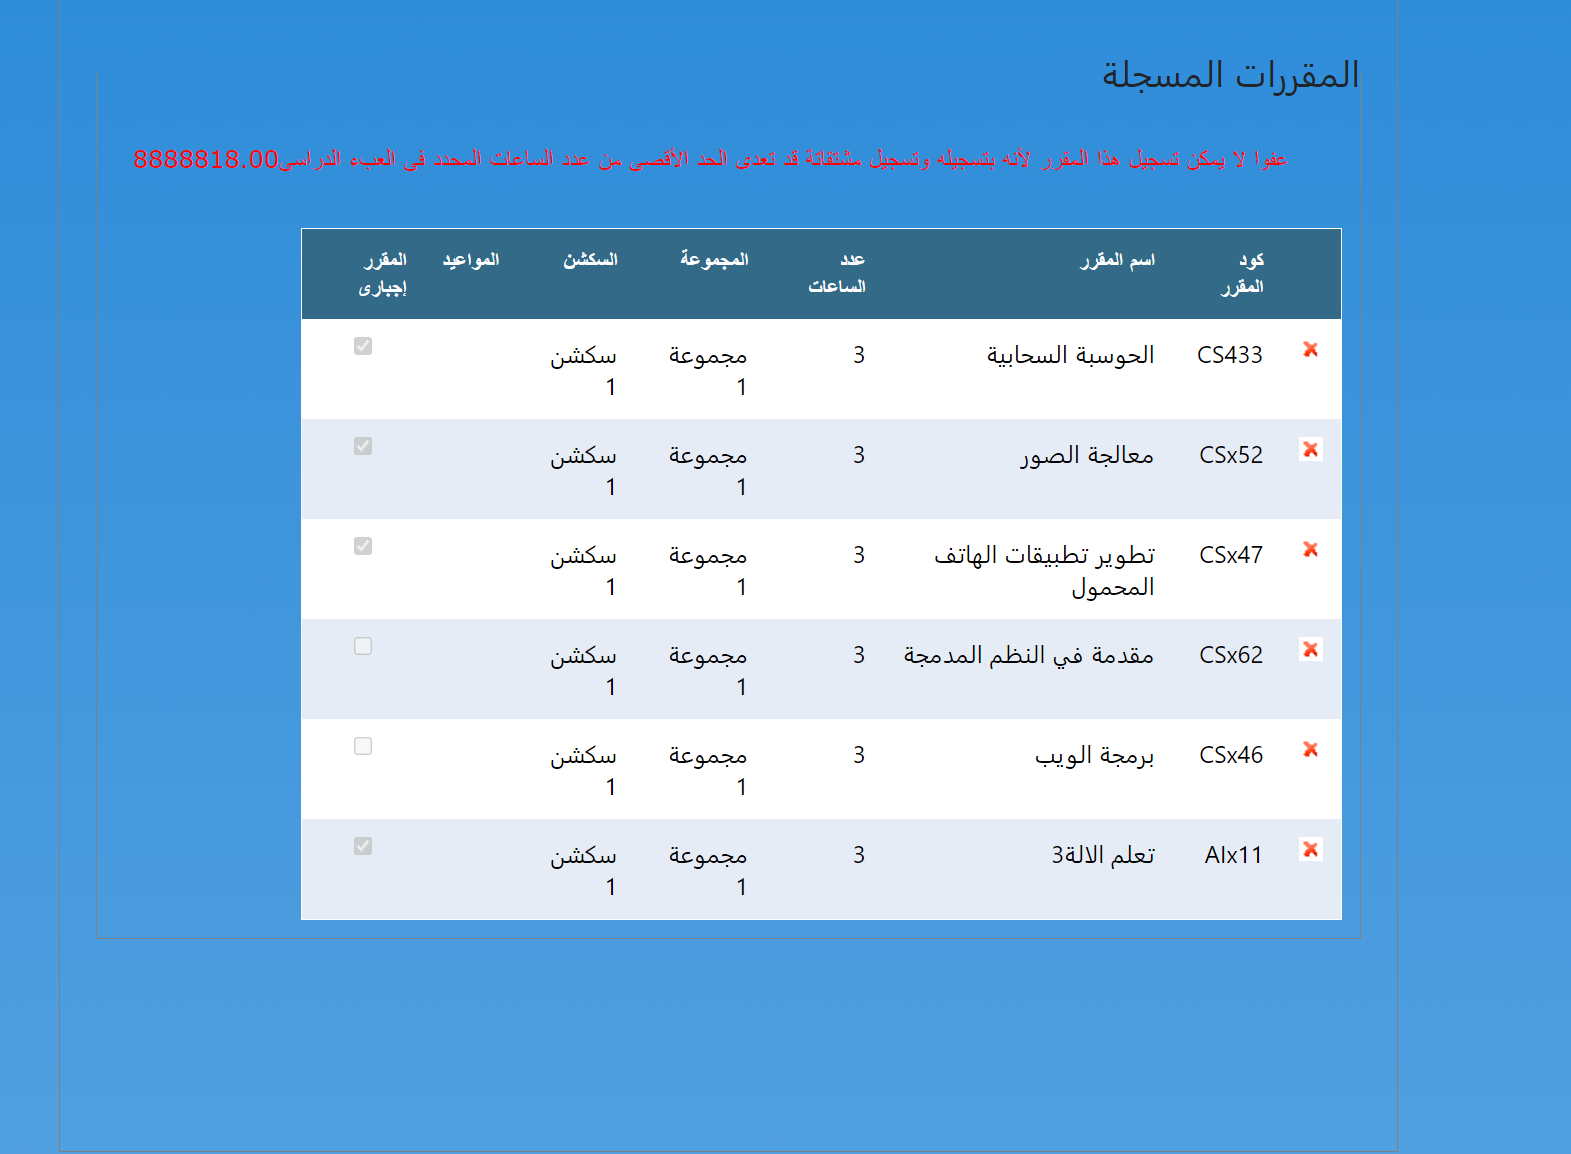 المقررات المسجلة
عفوا لا يمكن تسجيل هذا المقرر لأنه بتسجيله وتسجيل مشتقاتة قد تعدى الحد الأقصى من عدد الساعات المحدد فى العبء الدراسى8888818.00
كود المقرر اسم المقرر عدد الساعات المجموعة السكشن المواعيد المقرر إجبارى
CS433 الحوسبة السحابية 3 مجموعة 1 سكشن 1
CSx52 معالجة الصور 3 مجموعة 1 سكشن 1
CSx47 تطوير تطبيقات الهاتف المحمول 3 مجموعة 1 سكشن 1
CSx62 مقدمة في النظم المدمجة 3 مجموعة 1 سكشن 1
CSx46 برمجة الويب 3 مجموعة 1 سكشن 1
AIx11 تعلم الالة3 3 مجموعة 1 سكشن 1